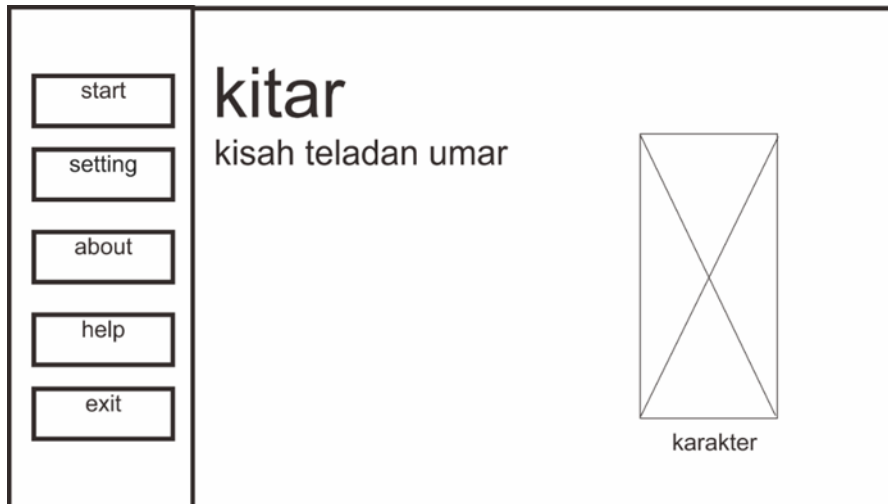 start
setting
about
help
exit
kitar
kisah teladan umar
karakter